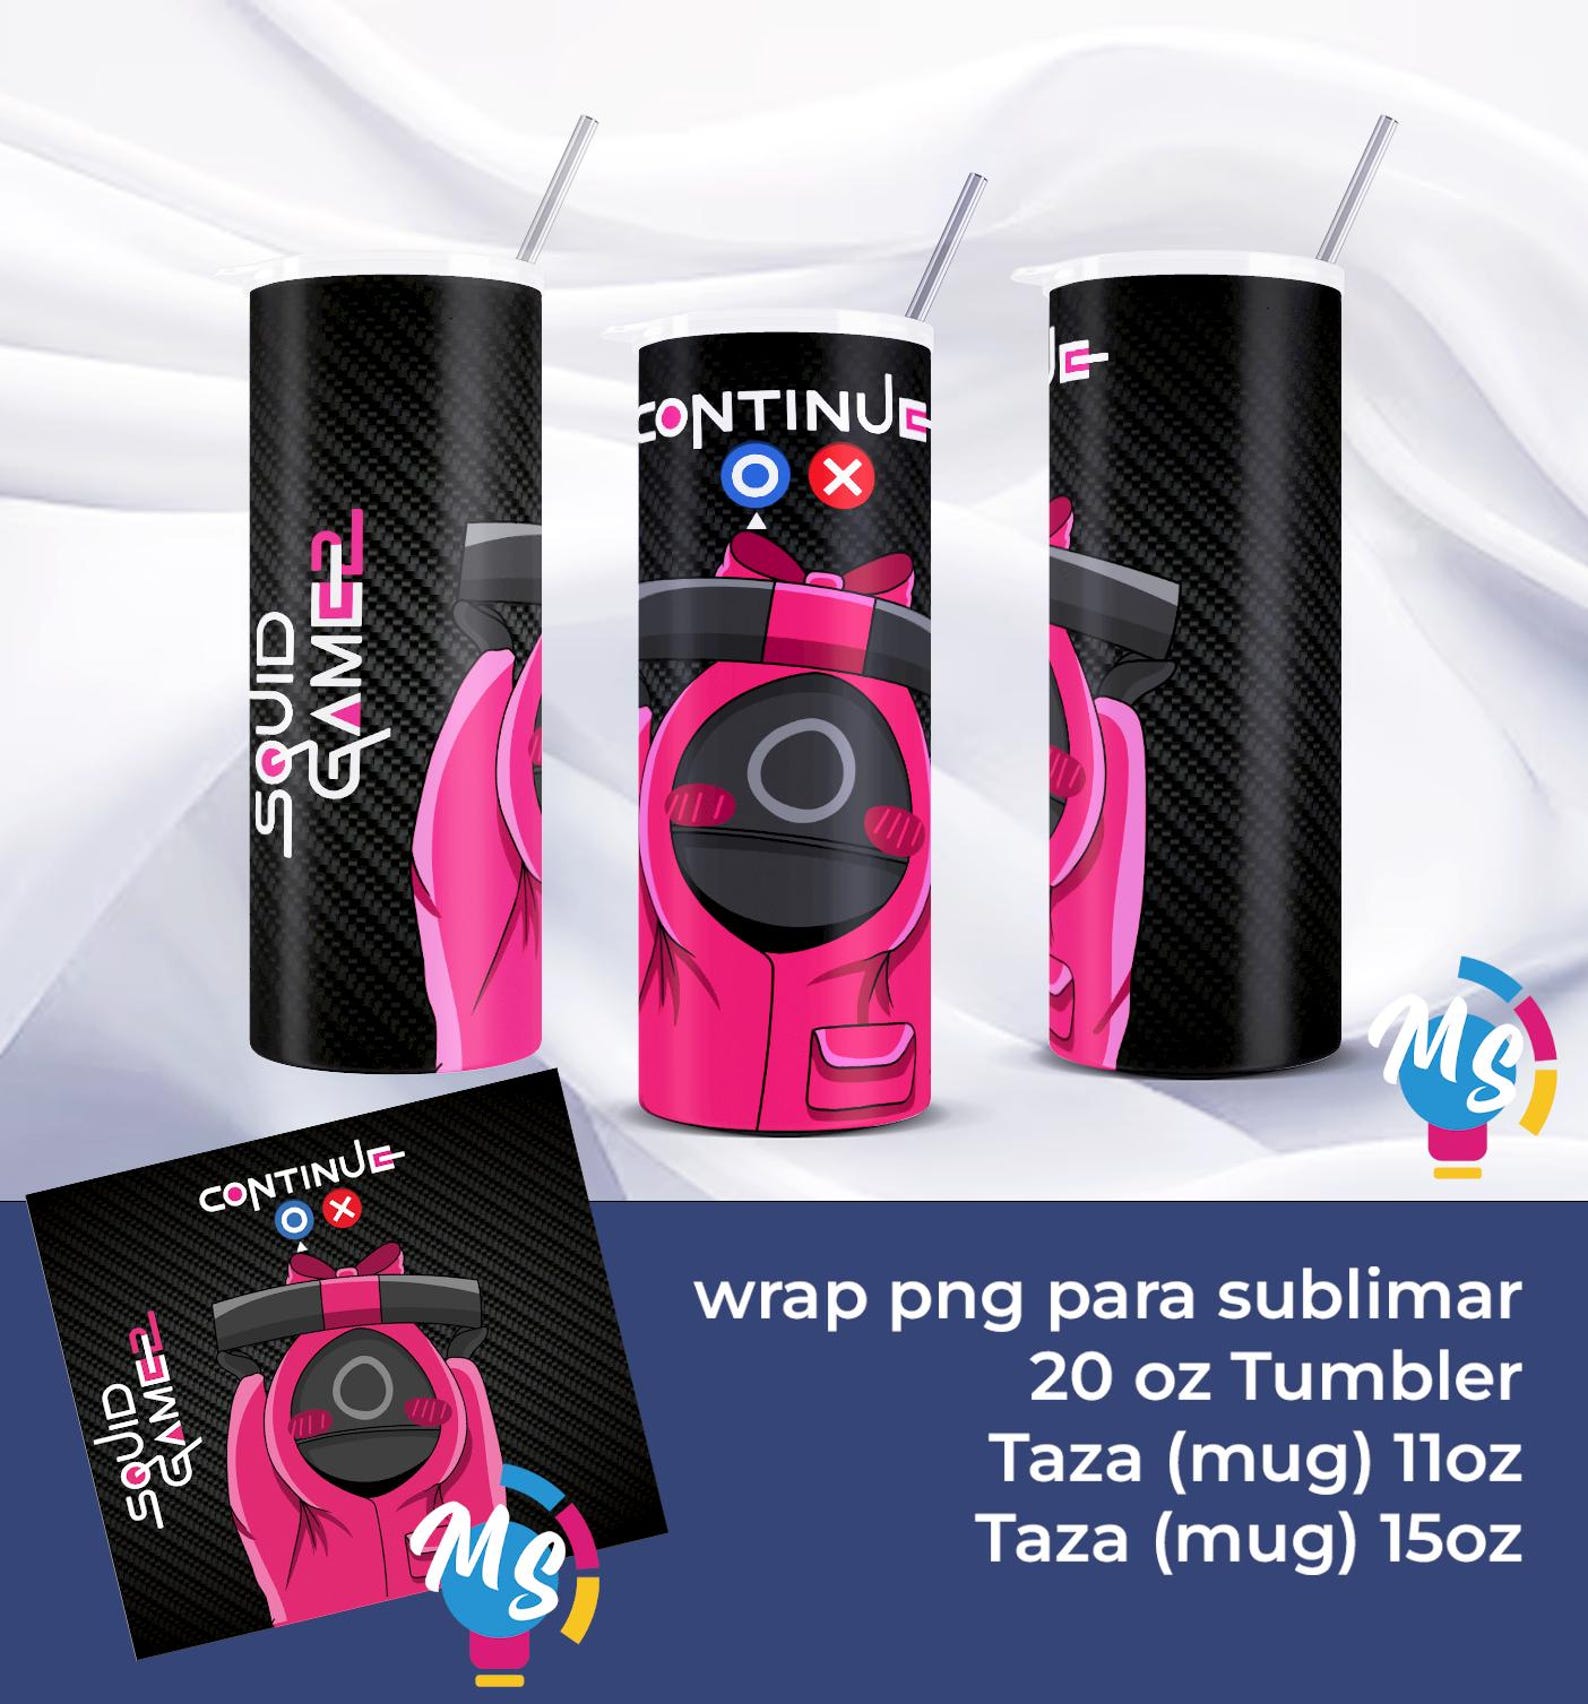 SQUID
GAME2
CONTINUE
UE
CONTINUE
SQUID
GAME2
MS
MS
wrap png para sublimar
20 oz Tumbler
Taza (mug) 11oz
Taza (mug) 15oz